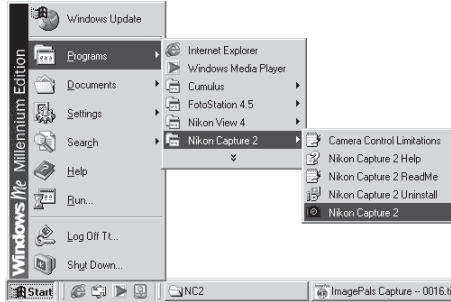 Windows Me Millennium Edition
Windows Update
Programs
Documents
Settings
Search
Help
Run...
Log Off Tt...
Shut Down...
Internet Explorer
Windows Media Player
Cumulus
FotoStation 4.5
Nikon View 4
Nikon Capture 2
Camera Control Limitations
Nikon Capture 2 Help
Nikon Capture 2 ReadMe
Nikon Capture 2 Uninstall
Nikon Capture 2
Start
NC2
ImagePals Capture -- 0016.ti